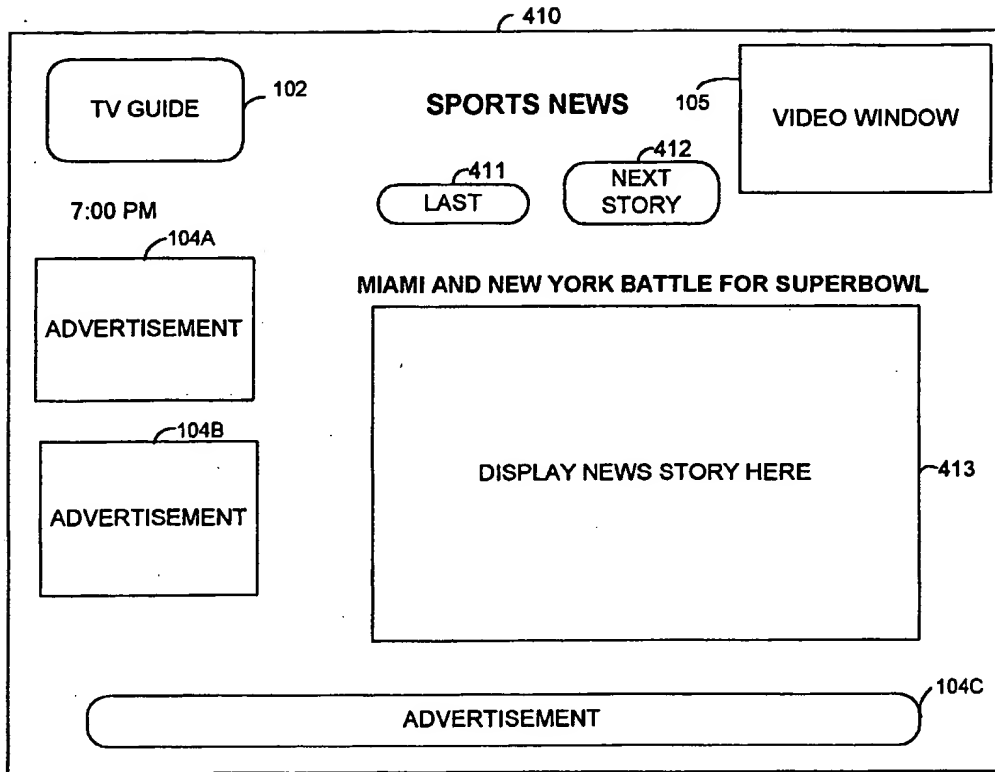 410
TV GUIDE
102
SPORTS NEWS
105
VIDEO WINDOW
411
LAST
412
NEXT
STORY
7:00 PM
104A
ADVERTISEMENT
MIAMI AND NEW YORK BATTLE FOR SUPERBOWL
104B
ADVERTISEMENT
DISPLAY NEWS STORY HERE
413
104C
ADVERTISEMENT